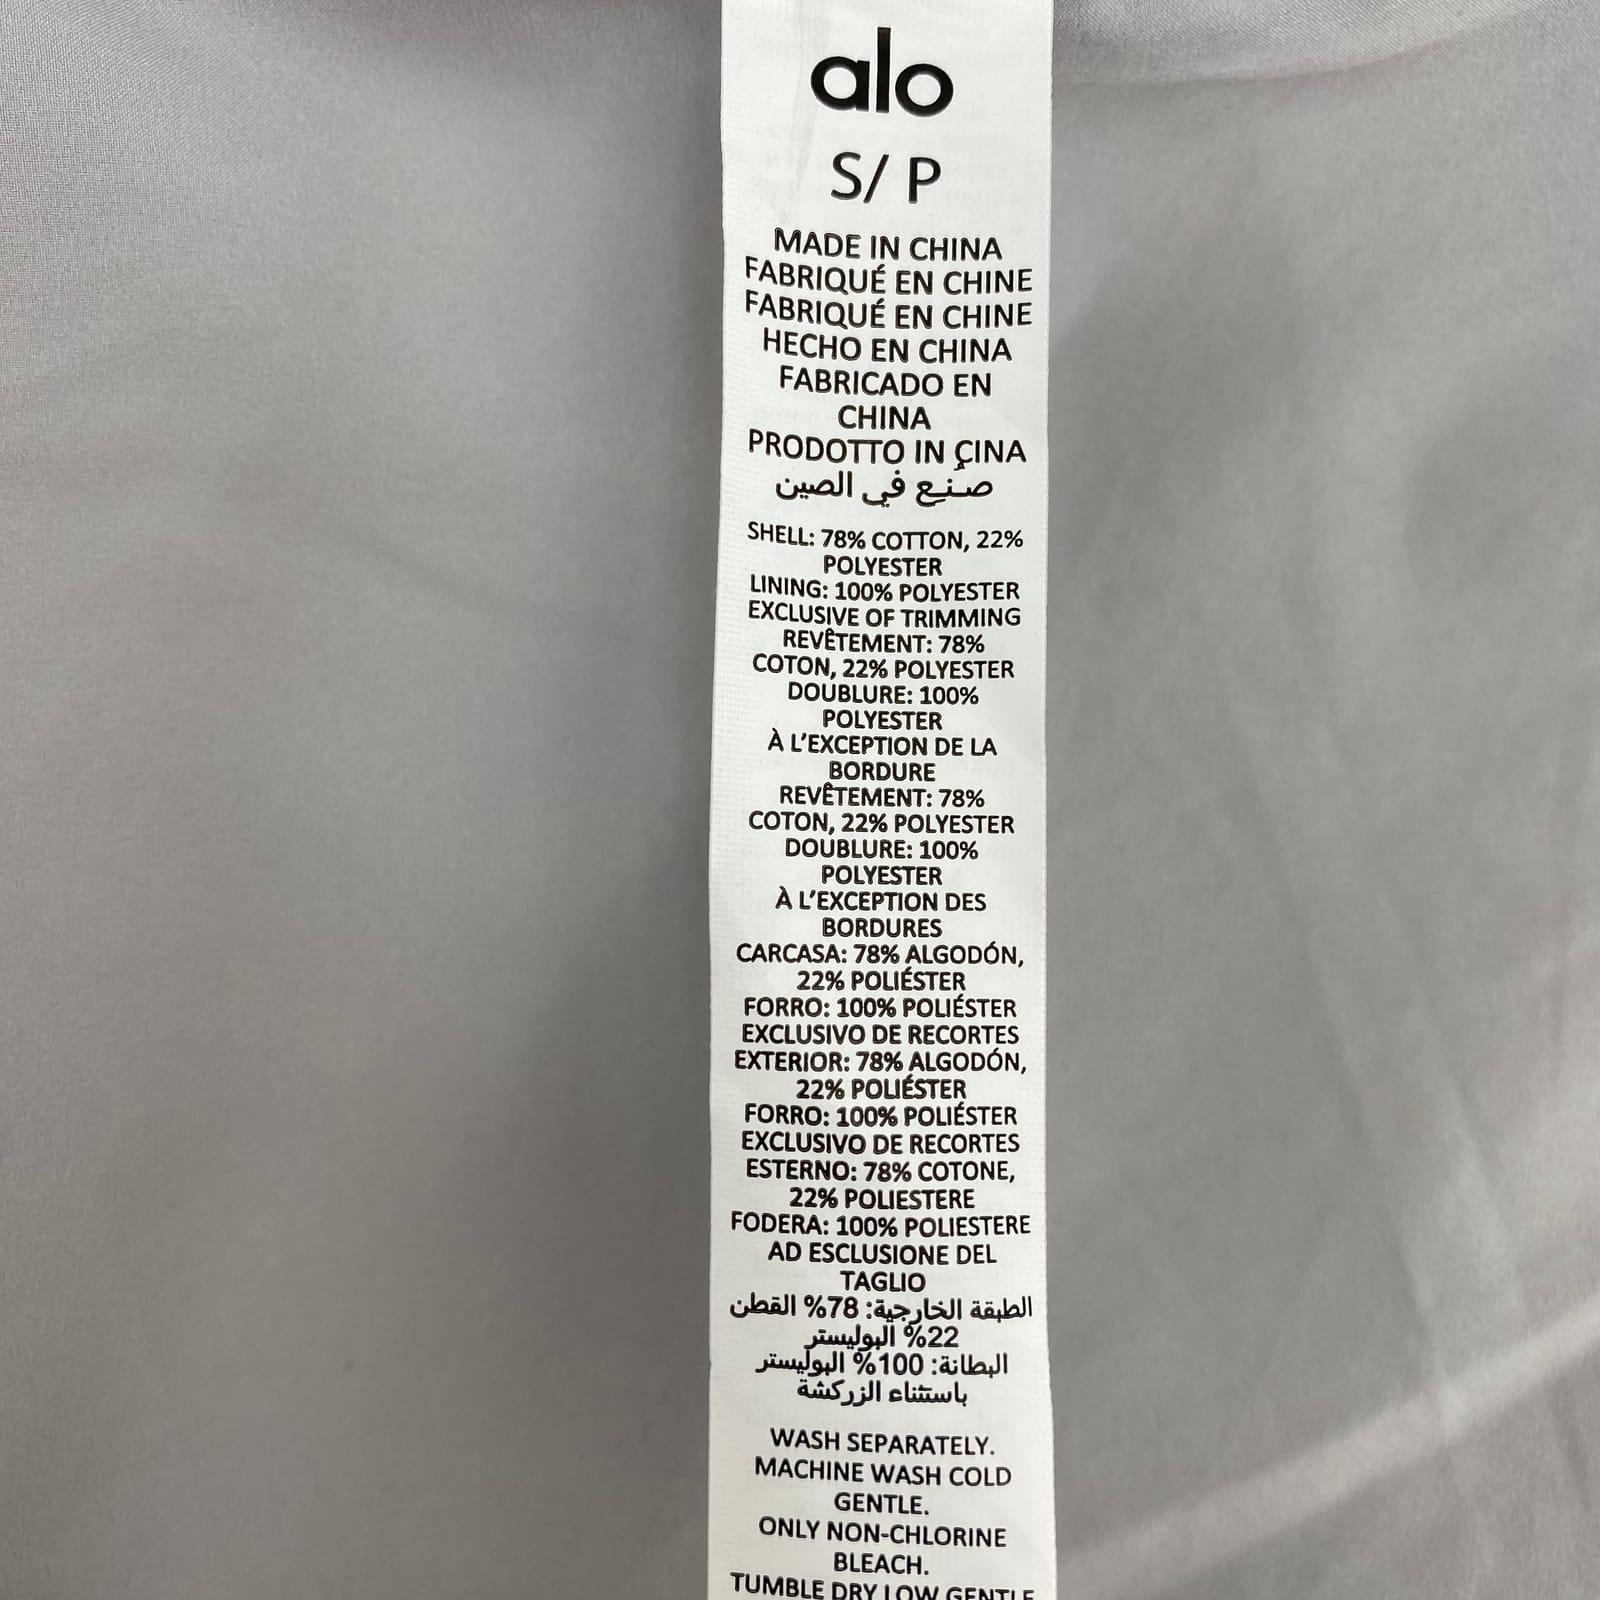 alo
S/ P
MADE IN CHINA
FABRIQUÉ EN CHINE
FABRIQUÉ EN CHINE
HECHO EN CHINA
FABRICADO EN
CHINA
PRODOTTO IN CINA
صُنِع في الصين
SHELL: 78% COTTON, 22%
POLYESTER
LINING: 100% POLYESTER
EXCLUSIVE OF TRIMMING
REVÊTEMENT: 78%
COTON, 22% POLYESTER
DOUBLURE: 100%
POLYESTER
À L’EXCEPTION DE LA
BORDURE
REVÊTEMENT: 78%
COTON, 22% POLYESTER
DOUBLURE: 100%
POLYESTER
À L’EXCEPTION DES
BORDURES
CARCASA: 78% ALGODÓN,
22% POLIÉSTER
FORRO: 100% POLIÉSTER
EXCLUSIVO DE RECORTES
EXTERIOR: 78% ALGODÓN,
22% POLIÉSTER
FORRO: 100% POLIÉSTER
EXCLUSIVO DE RECORTES
ESTERNO: 78% COTONE,
22% POLIESTERE
FODERA: 100% POLIESTERE
AD ESCLUSIONE DEL
TAGLIO
الطبقة الخارجية: 78% القطن
22% البوليستر
البطانة: 100% البوليستر
باستثناء الزركشة
WASH SEPARATELY.
MACHINE WASH COLD
GENTLE.
ONLY NON-CHLORINE
BLEACH.
TUMBLE DRY LOW GENTLE